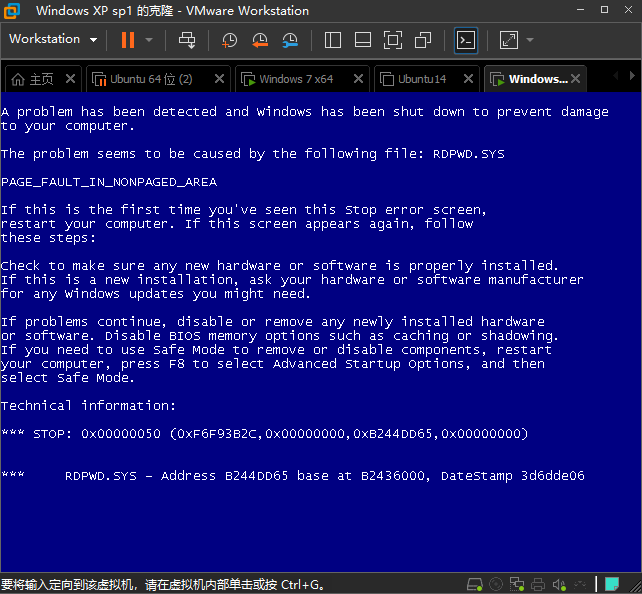 Windows XP sp1 的克隆 - VMware Workstation
Workstation
主页 Ubuntu 64 位 (2) Windows 7 x64 Ubuntu14 Windows...
A problem has been detected and Windows has been shut down to prevent damage
to your computer.
The problem seems to be caused by the following file: RDPWD.SYS
PAGE_FAULT_IN_NONPAGED_AREA
If this is the first time you've seen this Stop error screen,
restart your computer. If this screen appears again, follow
these steps:
Check to make sure any new hardware or software is properly installed.
If this is a new installation, ask your hardware or software manufacturer
for any Windows updates you might need.
If problems continue, disable or remove any newly installed hardware
or software. Disable BIOS memory options such as caching or shadowing.
If you need to use Safe Mode to remove or disable components, restart
your computer, press F8 to select Advanced Startup Options, and then
select Safe Mode.
Technical information:
*** STOP: 0x00000050 (0xF6F93B2C,0x00000000,0xB244DD65,0x00000000)
*** RDPWD.SYS - Address B244DD65 base at B2436000, DateStamp 3d6dde06
要将输入定向到该虚拟机，请在虚拟机内部单击或按 Ctrl+G。